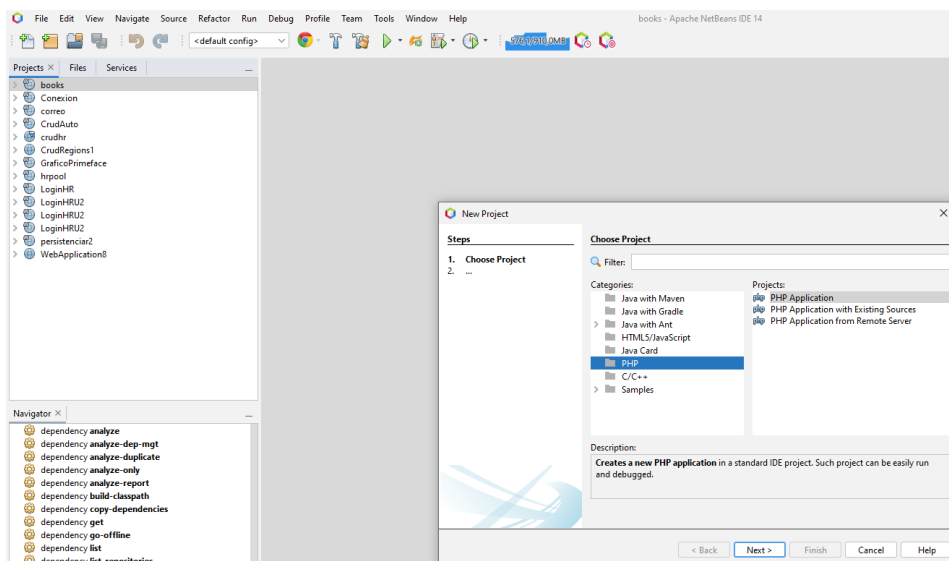 File Edit View Navigate Source Refactor Run Debug Profile Team Tools Window Help
books - Apache NetBeans IDE 14
<default config>
Projects Files Services
books
Conexion
correo
CrudAuto
crudhr
CrudRegions1
GraficoPrimeface
hrpool
LoginHR
LoginHRU2
LoginHRU2
LoginHRU2
persistenciar2
WebApplication8
Navigator
dependency analyze
dependency analyze-dep-mgt
dependency analyze-duplicate
dependency analyze-only
dependency analyze-report
dependency build-classpath
dependency copy-dependencies
dependency get
dependency go-offline
dependency list
dependency list-repositories
New Project
Steps
1. Choose Project
2. ...
Choose Project
Filter:
Categories:
Java with Maven
Java with Gradle
Java with Ant
HTML5/JavaScript
Java Card
PHP
C/C++
Samples
Projects:
php PHP Application
php PHP Application with Existing Sources
php PHP Application from Remote Server
Description:
Creates a new PHP application in a standard IDE project. Such project can be easily run
and debugged.
< Back Next > Finish Cancel Help